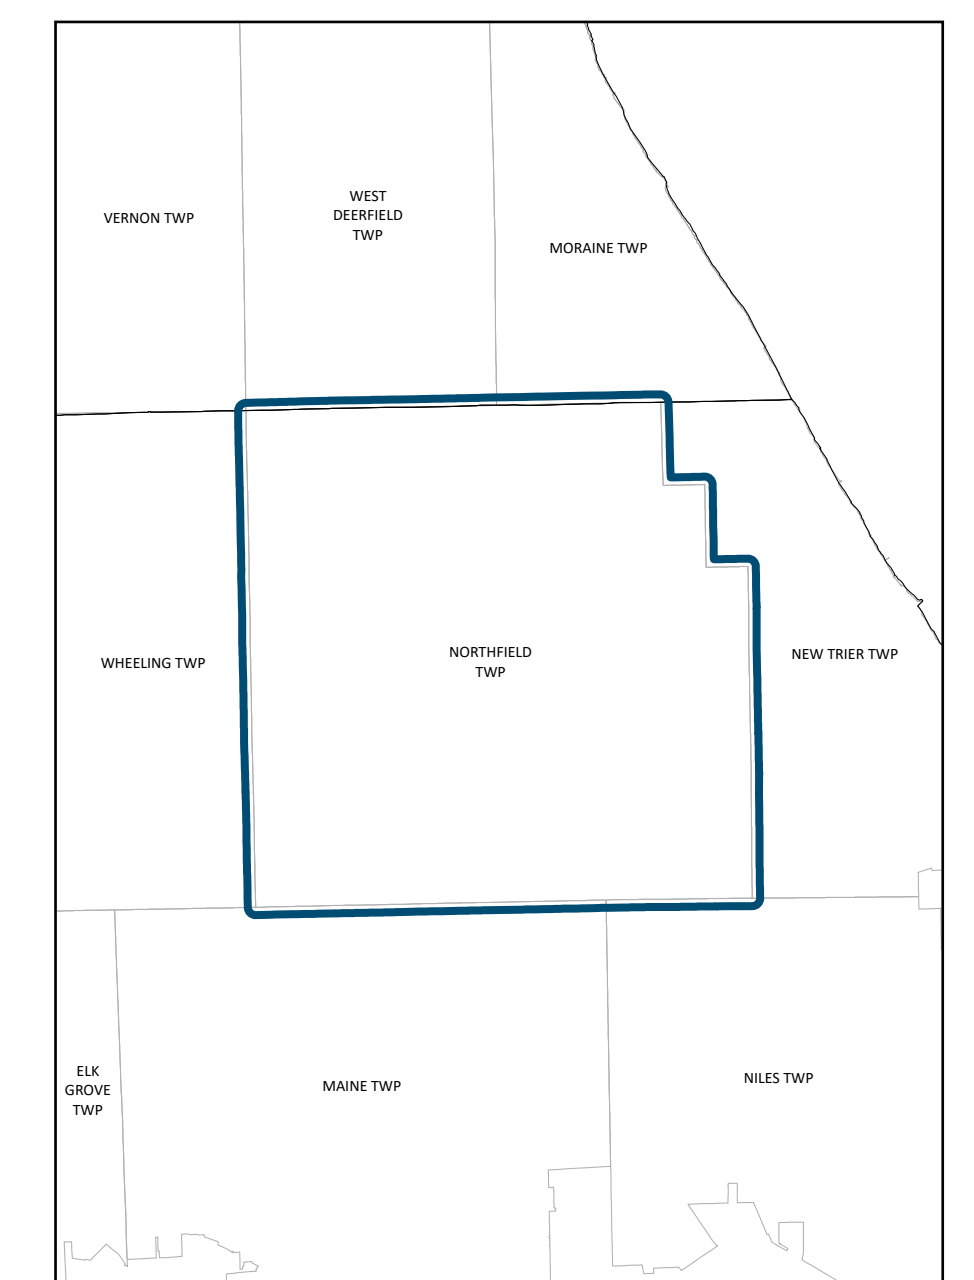 WEST
DEERFIELD
TWP
VERNON TWP
MORAINE TWP
WHEELING TWP
NORTHFIELD
TWP
NEW TRIER TWP
ELK
GROVE
TWP
MAINE TWP
NILES TWP